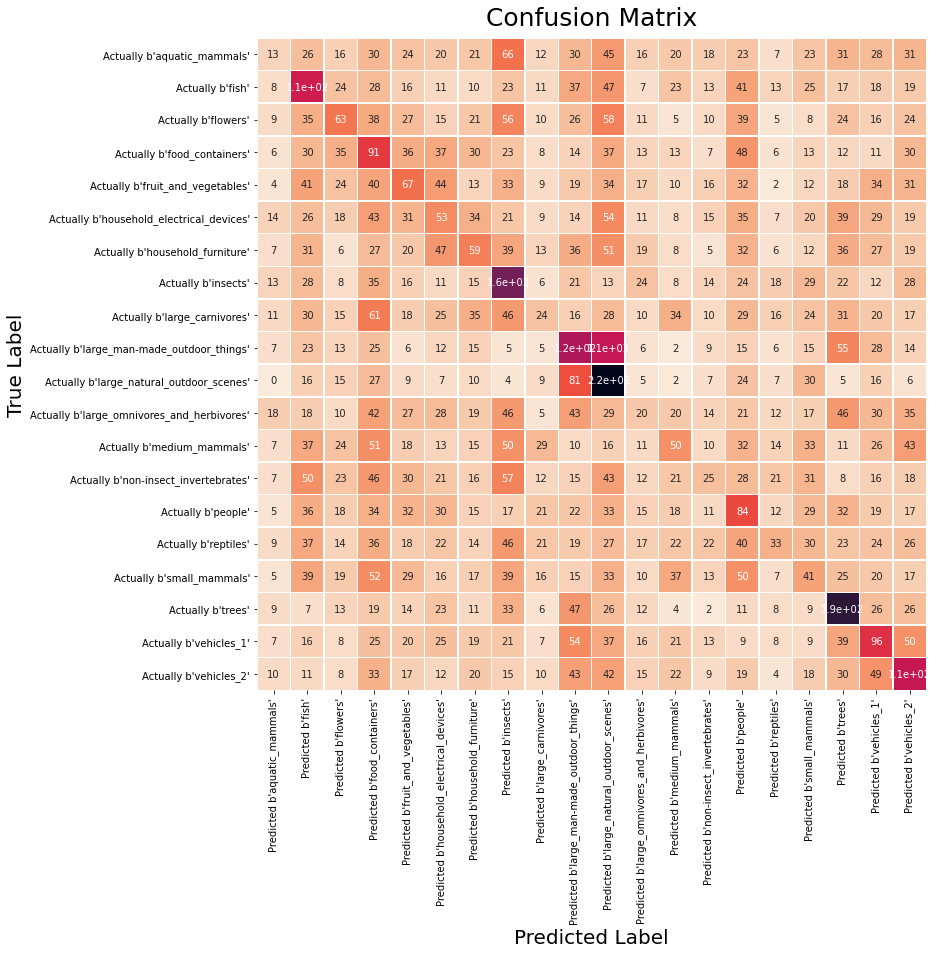 Confusion Matrix
True Label
Actually b'aquatic_mammals' 13 26 16 30 24 20 21 66 12 30 45 16 20 18 23 7 23 31 28 31
Actually b'fish' 8 1.1e+02 24 28 16 11 10 23 11 37 47 7 23 13 41 13 25 17 18 19
Actually b'flowers' 9 35 63 38 27 15 21 56 10 26 58 11 5 10 39 5 8 24 16 24
Actually b'food_containers' 6 30 35 91 36 37 30 23 8 14 37 13 13 7 48 6 13 12 11 30
Actually b'fruit_and_vegetables' 4 41 24 40 67 44 13 33 9 19 34 17 10 16 32 2 12 18 34 31
Actually b'household_electrical_devices' 14 26 18 43 31 53 34 21 9 14 54 11 8 15 35 7 20 39 29 19
Actually b'household_furniture' 7 31 6 27 20 47 59 39 13 36 51 19 8 5 32 6 12 36 27 19
Actually b'insects' 13 28 8 35 16 11 15 1.6e+02 6 21 13 24 8 14 24 18 29 22 12 28
Actually b'large_carnivores' 11 30 15 61 18 25 35 46 24 16 28 10 34 10 29 16 24 31 20 17
Actually b'large_man-made_outdoor_things' 7 23 13 25 6 12 15 5 5 1.2e+02 1.1e+02 6 2 9 15 6 15 55 28 14
Actually b'large_natural_outdoor_scenes' 0 16 15 27 9 7 10 4 9 81 2.2e+02 5 2 7 24 7 30 5 16 6
Actually b'large_omnivores_and_herbivores' 18 18 10 42 27 28 19 46 5 43 29 20 20 14 21 12 17 46 30 35
Actually b'medium_mammals' 7 37 24 51 18 13 15 50 29 10 16 11 50 10 32 14 33 11 26 43
Actually b'non-insect_invertebrates' 7 50 23 46 30 21 16 57 12 15 43 12 21 25 28 21 31 8 16 18
Actually b'people' 5 36 18 34 32 30 15 17 21 22 33 15 18 11 84 12 29 32 19 17
Actually b'reptiles' 9 37 14 36 18 22 14 46 21 19 27 17 22 22 40 33 30 23 24 26
Actually b'small_mammals' 5 39 19 52 29 16 17 39 16 15 33 10 37 13 50 7 41 25 20 17
Actually b'trees' 9 7 13 19 14 23 11 33 6 47 26 12 4 2 11 8 9 1.9e+02 26 26
Actually b'vehicles_1' 7 16 8 25 20 25 19 21 7 54 37 16 21 13 9 8 9 39 96 50
Actually b'vehicles_2' 10 11 8 33 17 12 20 15 10 43 42 15 22 9 19 4 18 30 49 1.1e+02
Predicted b'aquatic_mammals'
Predicted b'fish'
Predicted b'flowers'
Predicted b'food_containers'
Predicted b'fruit_and_vegetables'
Predicted b'household_electrical_devices'
Predicted b'household_furniture'
Predicted b'insects'
Predicted b'large_carnivores'
Predicted b'large_man-made_outdoor_things'
Predicted b'large_natural_outdoor_scenes'
Predicted b'large_omnivores_and_herbivores'
Predicted b'medium_mammals'
Predicted b'non-insect_invertebrates'
Predicted b'people'
Predicted b'reptiles'
Predicted b'small_mammals'
Predicted b'trees'
Predicted b'vehicles_1'
Predicted b'vehicles_2'
Predicted Label